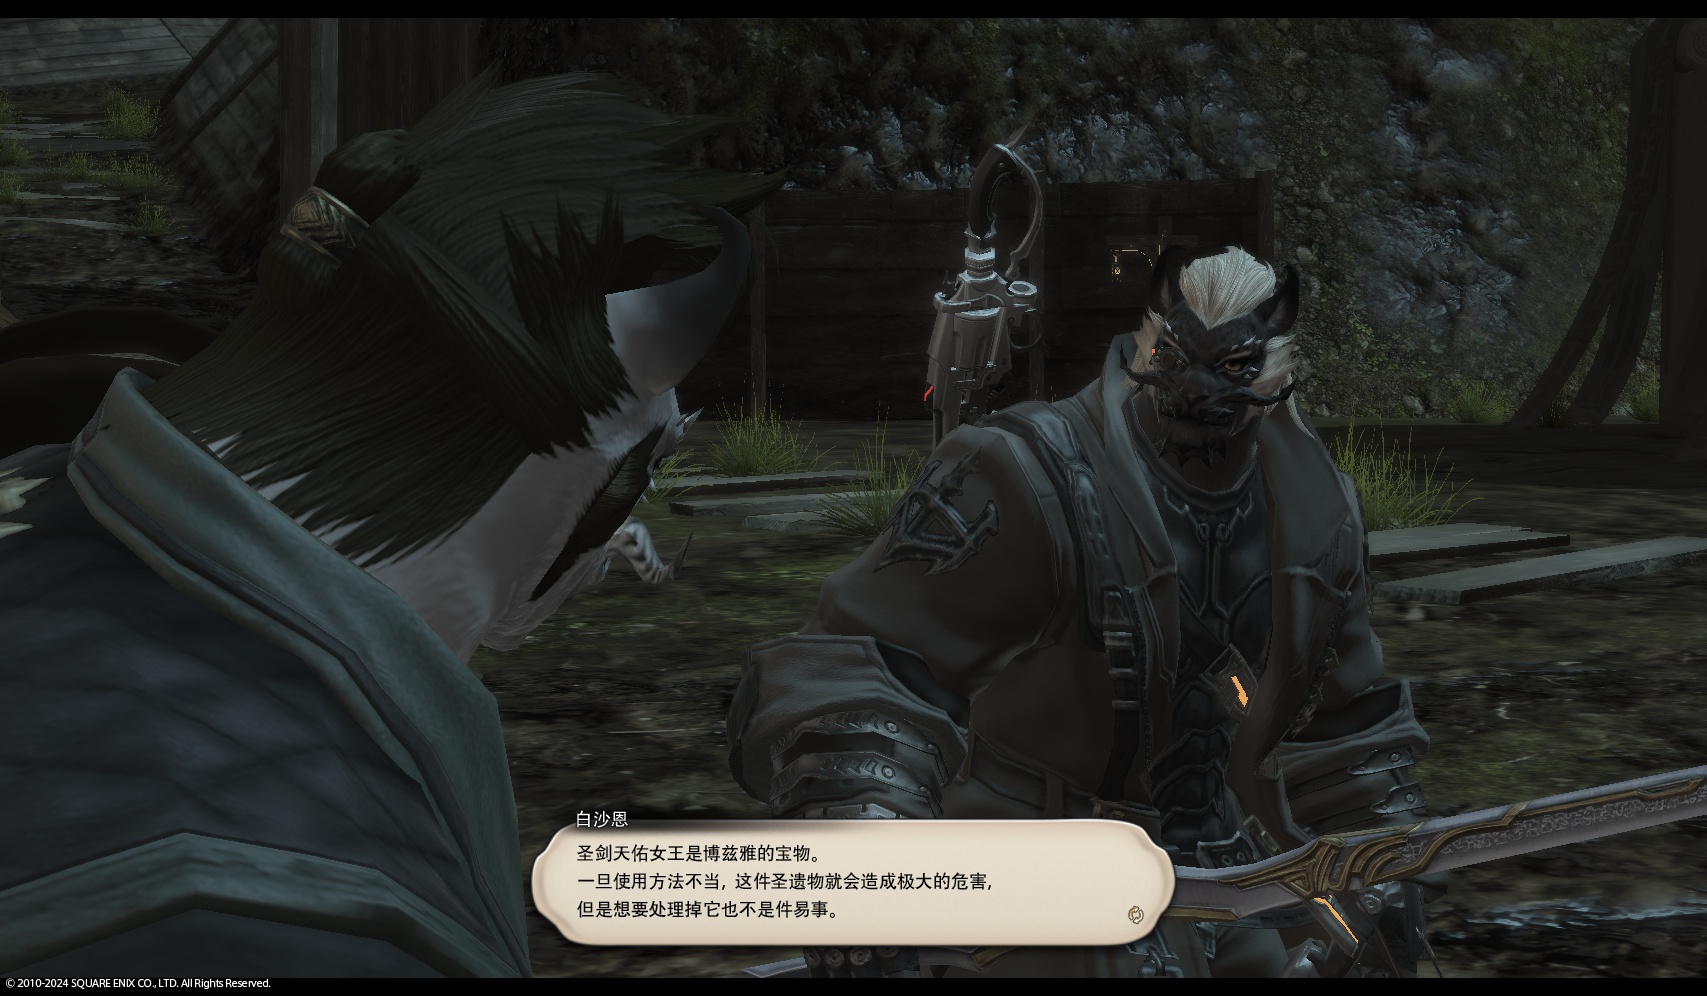 白沙恩
圣剑天佑女王是博兹雅的宝物。
一旦使用方法不当，这件圣遗物就会造成极大的危害，
但是想要处理掉它也不是件易事。
© 2010-2024 SQUARE ENIX CO., LTD. All Rights Reserved.